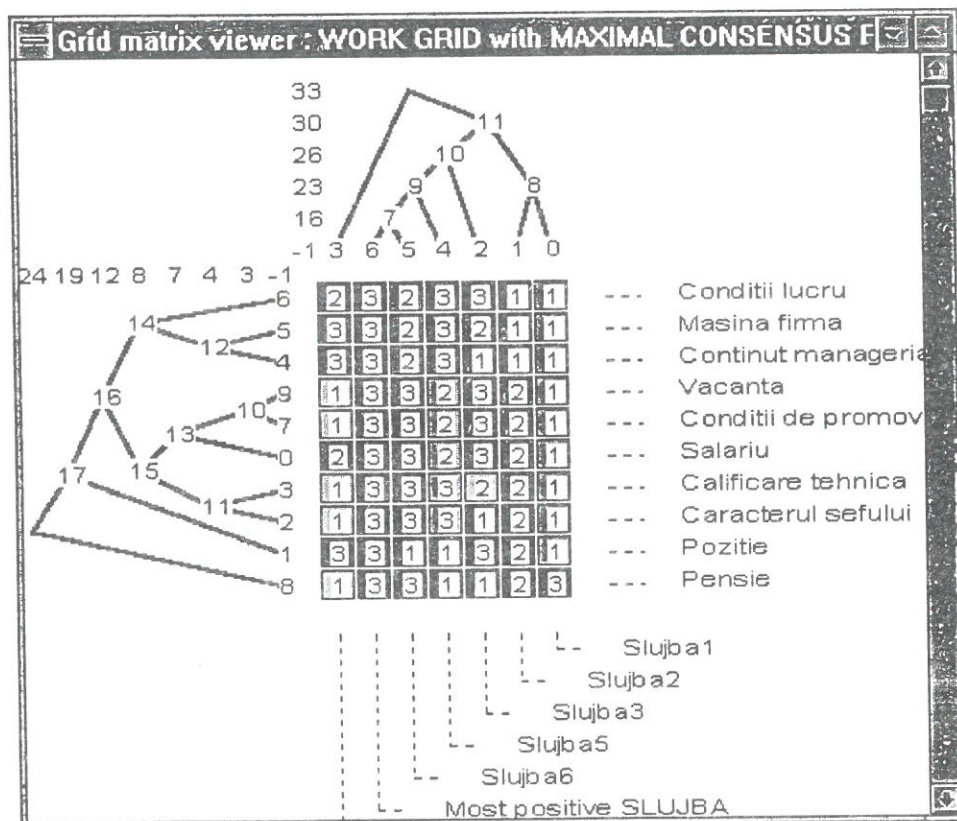 Grid matrix viewer : WORK GRID with MAXIMAL CONSENSUS F
33
30 11
26 10
23 9 8
16 7
-1 3 6 5 4 2 1 0
24 19 12 8 7 4 3 -1
6 2 3 2 3 3 1 1 --- Conditii lucru
14
5 3 3 2 3 2 1 1 --- Masina firma
12
4 3 3 2 3 1 1 1 --- Continut manageria
16 9 1 3 3 2 3 2 1 --- Vacanta
10
7 1 3 3 2 3 2 1 --- Conditii de promov
13
0 2 3 3 2 3 2 1 --- Salariu
17 15
3 1 3 3 3 2 2 1 --- Calificare tehnica
11
2 1 3 3 3 1 2 1 --- Caracterul sefului
1 3 3 1 1 3 2 1 --- Pozitie
8 1 3 3 1 1 2 3 --- Pensie
Slujba1
Slujba2
Slujba3
Slujba5
Slujba6
Most positive SLUJBA